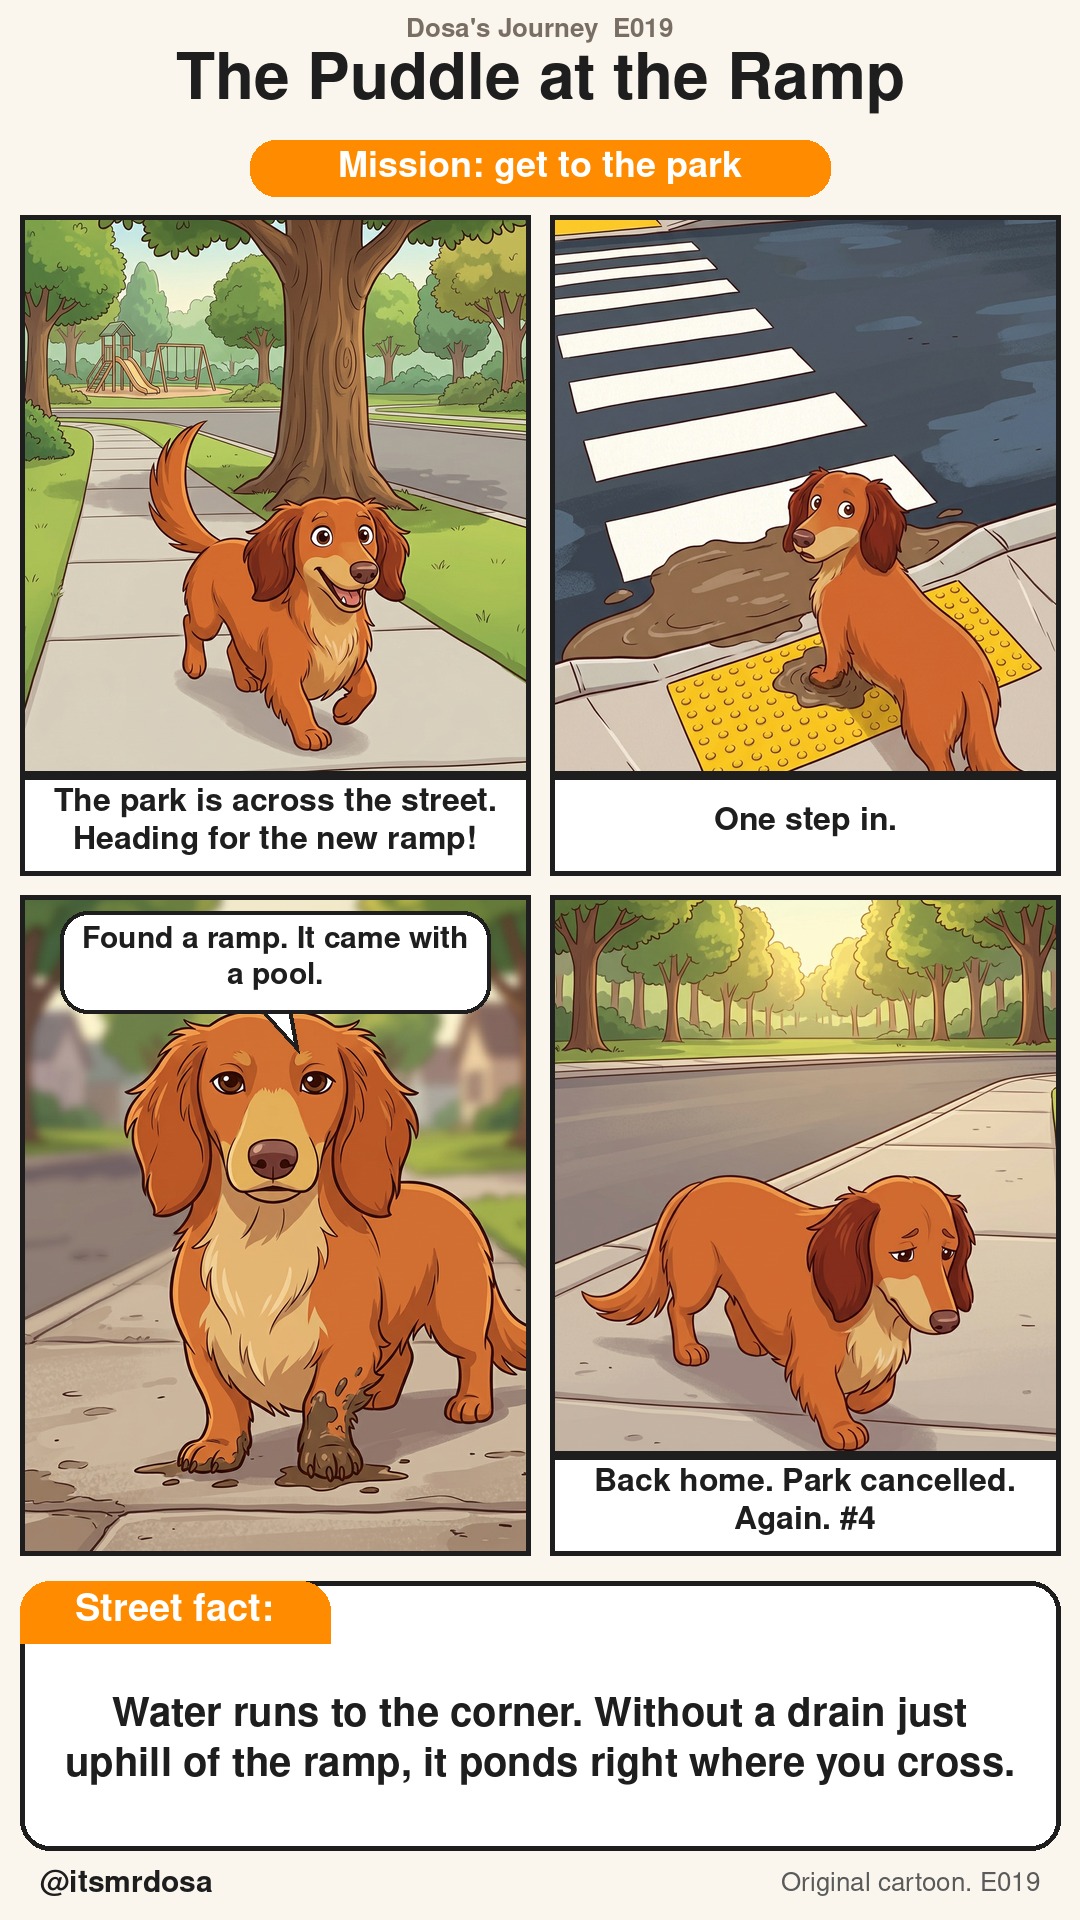 Dosa's Journey E019
The Puddle at the Ramp
Mission: get to the park
The park is across the street.
Heading for the new ramp!
One step in.
Found a ramp. It came with
a pool.
Back home. Park cancelled.
Again. #4
Street fact:
Water runs to the corner. Without a drain just
uphill of the ramp, it ponds right where you cross.
@itsmrdosa
Original cartoon. E019